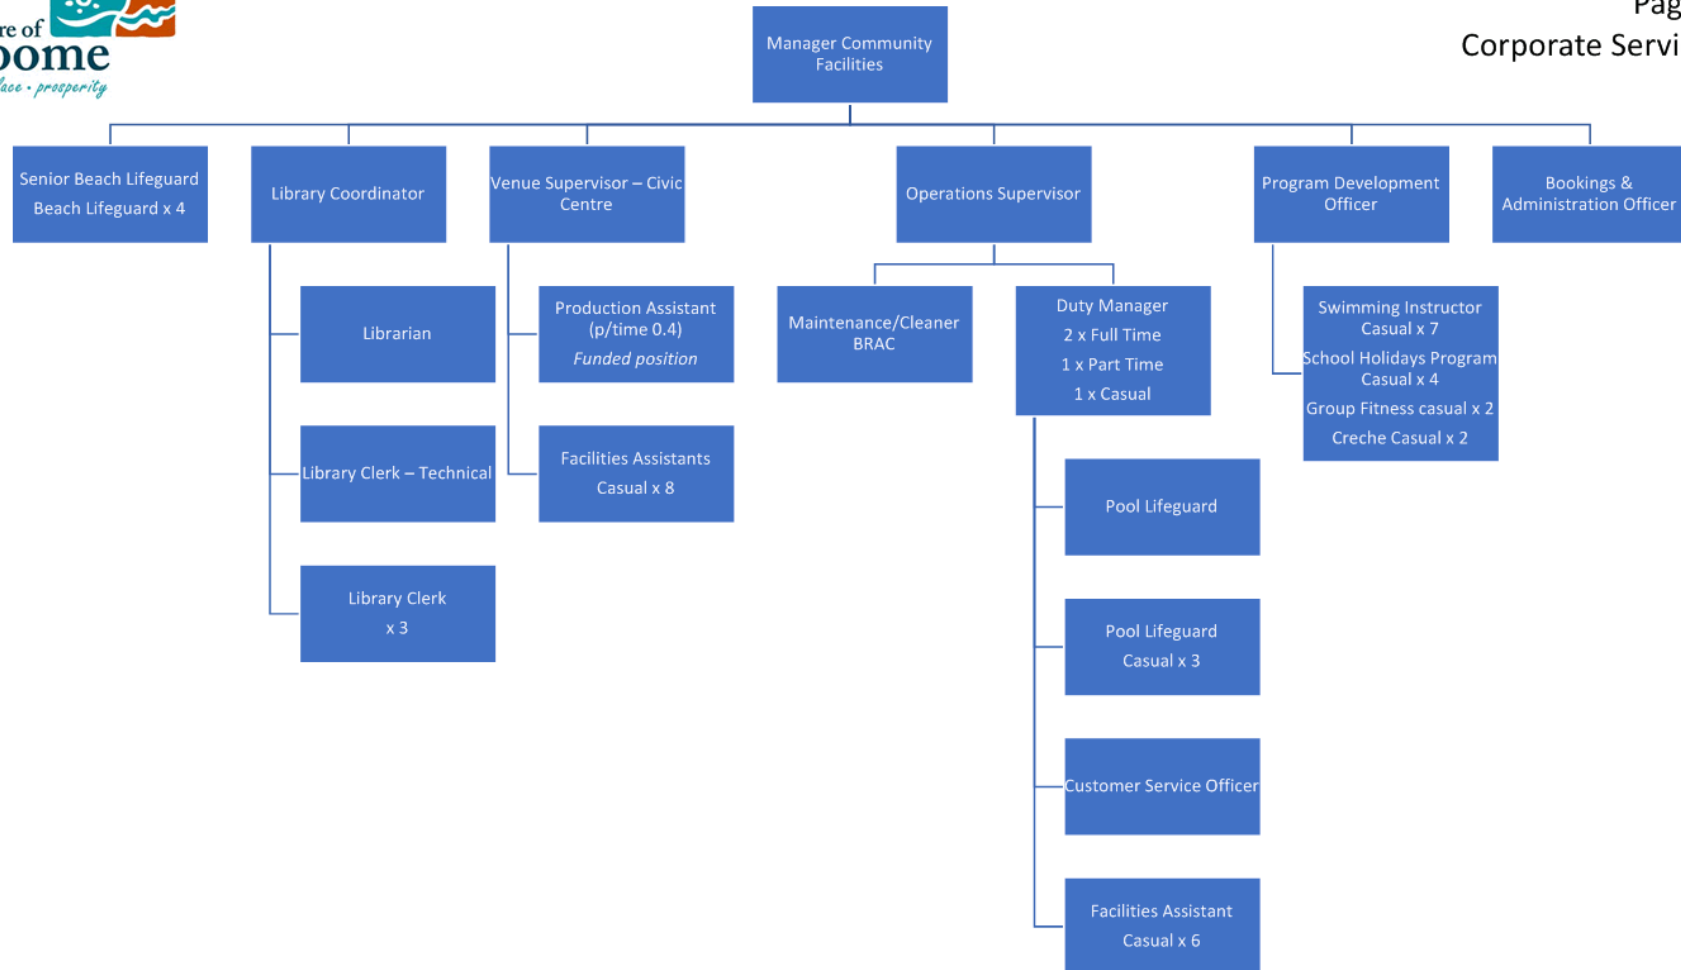 re of
oome
lace • prosperity
Pag
Corporate Servi
Manager Community
Facilities
Senior Beach Lifeguard
Beach Lifeguard x 4
Library Coordinator
Venue Supervisor – Civic
Centre
Operations Supervisor
Program Development
Officer
Bookings &
Administration Officer
Librarian
Library Clerk – Technical
Library Clerk
x 3
Production Assistant
(p/time 0.4)
Funded position
Facilities Assistants
Casual x 8
Maintenance/Cleaner
BRAC
Duty Manager
2 x Full Time
1 x Part Time
1 x Casual
Pool Lifeguard
Pool Lifeguard
Casual x 3
Customer Service Officer
Facilities Assistant
Casual x 6
Swimming Instructor
Casual x 7
School Holidays Program
Casual x 4
Group Fitness casual x 2
Creche Casual x 2